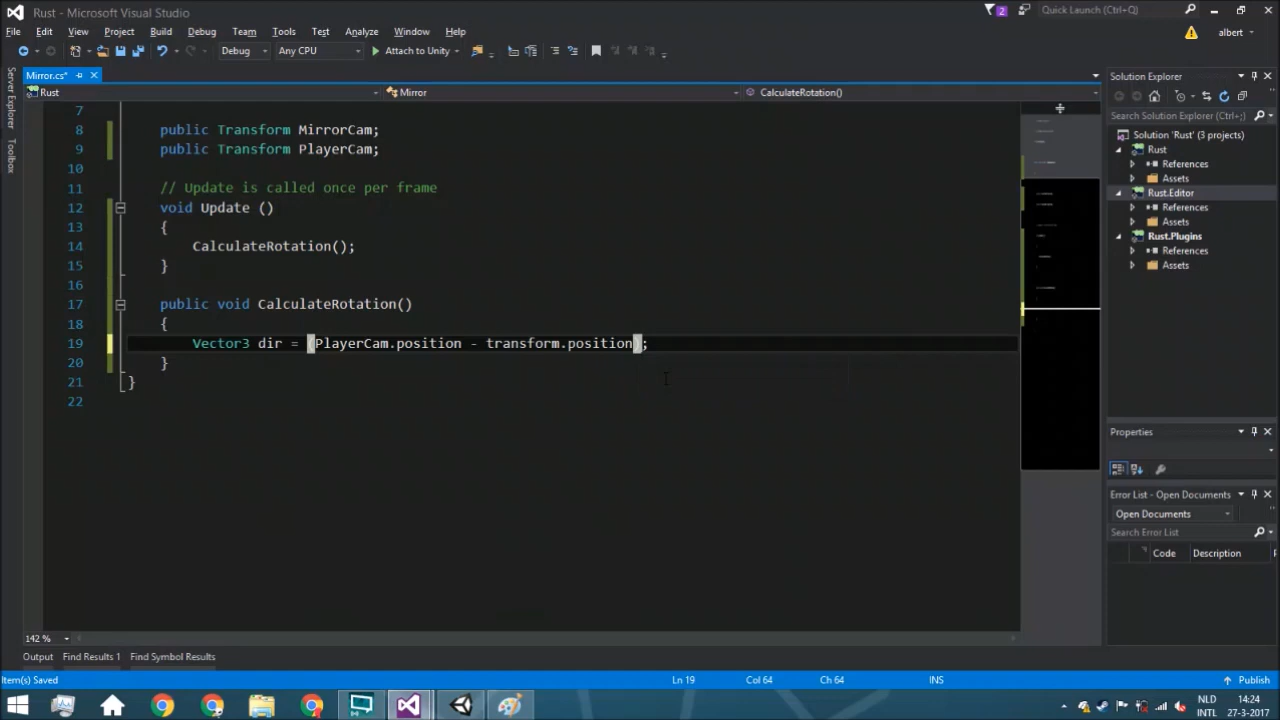 Rust - Microsoft Visual Studio
2
Quick Launch (Ctrl+Q)
File Edit View Project Build Debug Team Tools Test Analyze Window Help
albert
Debug Any CPU Attach to Unity
Server Explorer
Toolbox
Mirror.cs*
Rust Mirror CalculateRotation()
7
8 public Transform MirrorCam;
9 public Transform PlayerCam;
10
11 // Update is called once per frame
12 void Update ()
13 {
14 CalculateRotation();
15 }
16
17 public void CalculateRotation()
18 {
19 Vector3 dir = (PlayerCam.position - transform.position);
20 }
21 }
22
142 %
Solution Explorer
Search Solution Explorer (Ctrl+;)
Solution 'Rust' (3 projects)
Rust
References
Assets
Rust.Editor
References
Assets
Rust.Plugins
References
Assets
Properties
Error List - Open Documents
Open Documents
Search Error List
Code Description
Output Find Results 1 Find Symbol Results
Item(s) Saved Ln 19 Col 64 Ch 64 INS Publish
NLD
INTL
14:24
27-3-2017